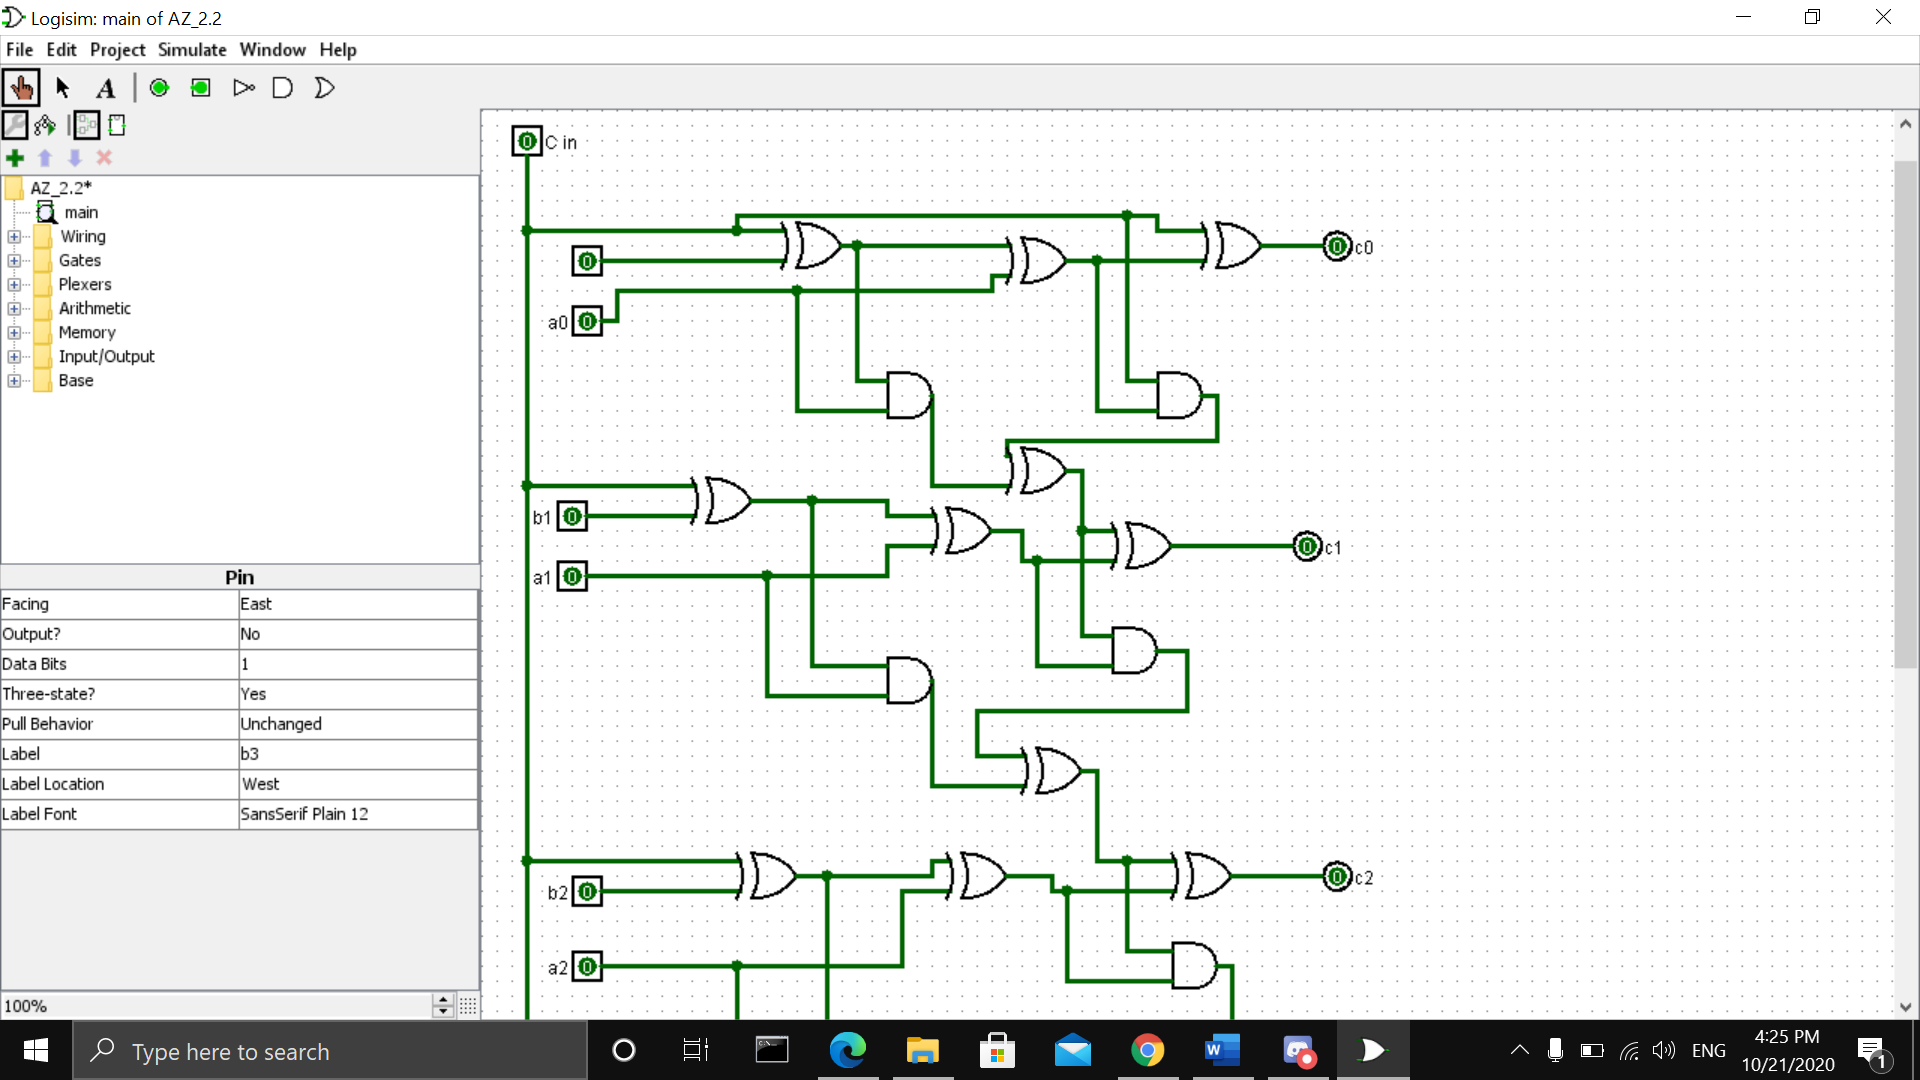 Logisim: main of AZ_2.2
File Edit Project Simulate Window Help
A
C in
AZ_2.2*
main
Wiring
Gates
Plexers
Arithmetic
Memory
Input/Output
Base
0
0
a0 0
0 c0
b1 0
a1 0
0 c1
b2 0
a2 0
0 c2
Pin
Facing East
Output? No
Data Bits 1
Three-state? Yes
Pull Behavior Unchanged
Label b3
Label Location West
Label Font SansSerif Plain 12
100%
Type here to search
W
ENG
4:25 PM
10/21/2020
1